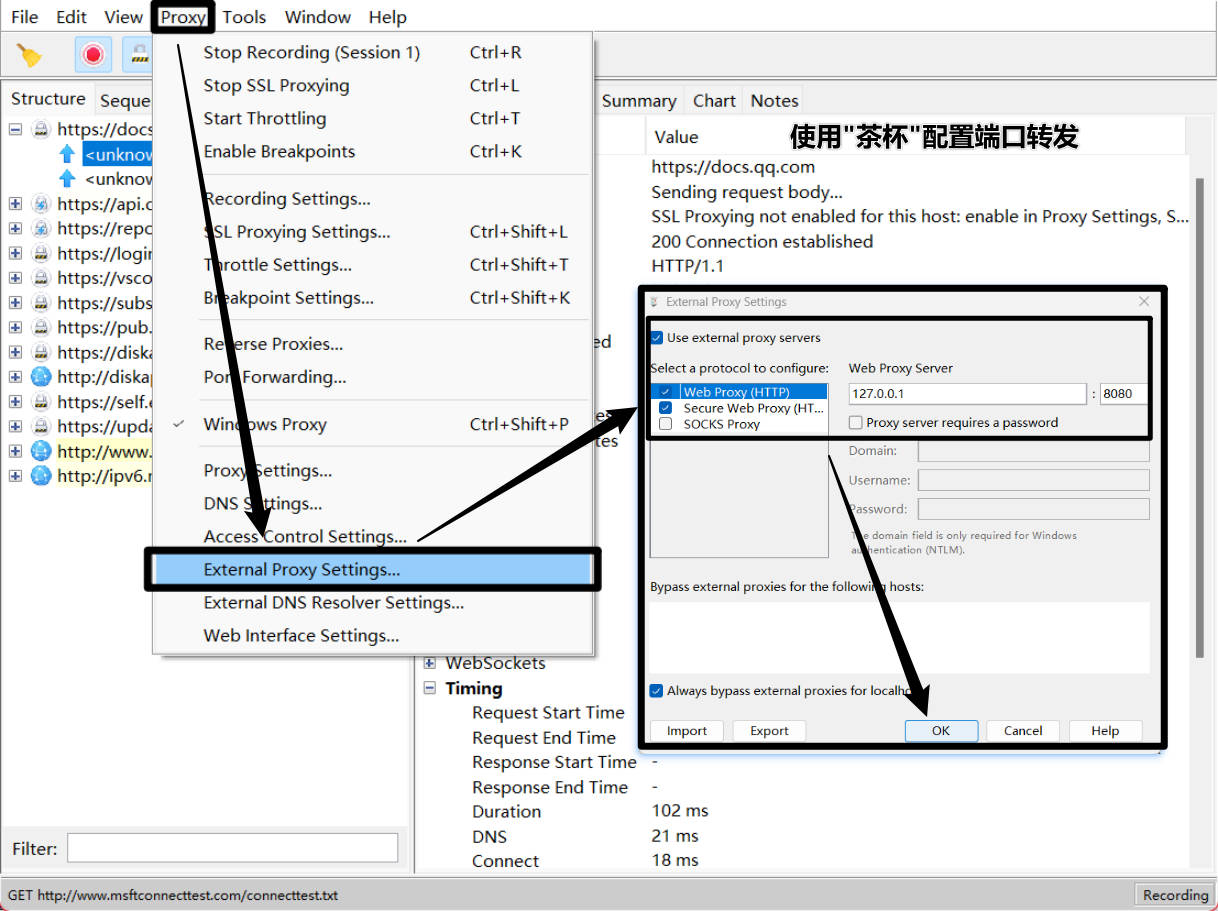 File Edit View Proxy Tools Window Help
Stop Recording (Session 1) Ctrl+R
Stop SSL Proxying Ctrl+L
Start Throttling Ctrl+T
Enable Breakpoints Ctrl+K
Recording Settings...
SSL Proxying Settings... Ctrl+Shift+L
Throttle Settings... Ctrl+Shift+T
Breakpoint Settings... Ctrl+Shift+K
Reverse Proxies...
Port Forwarding...
Windows Proxy Ctrl+Shift+P
Proxy Settings...
DNS Settings...
Access Control Settings...
External Proxy Settings...
External DNS Resolver Settings...
Web Interface Settings...
Structure Seque
https://docs
<unknow
<unknow
https://api.c
https://repo
https://login
https://vsco
https://subs
https://pub.
https://diska
http://diskap
https://self.e
https://upda
http://www.
http://ipv6.r
Filter:
Summary Chart Notes
使用"茶杯"配置端口转发
Value
https://docs.qq.com
Sending request body...
SSL Proxying not enabled for this host: enable in Proxy Settings, S...
200 Connection established
HTTP/1.1
ed
es
tes
External Proxy Settings
Use external proxy servers
Select a protocol to configure:
Web Proxy (HTTP)
Secure Web Proxy (HT...
SOCKS Proxy
Web Proxy Server
127.0.0.1 : 8080
Proxy server requires a password
Domain:
Username:
Password:
The domain field is only required for Windows
authentication (NTLM).
Bypass external proxies for the following hosts:
Always bypass external proxies for localho
Import Export OK Cancel Help
WebSockets
Timing
Request Start Time
Request End Time
Response Start Time -
Response End Time -
Duration 102 ms
DNS 21 ms
Connect 18 ms
GET http://www.msftconnecttest.com/connecttest.txt
Recording